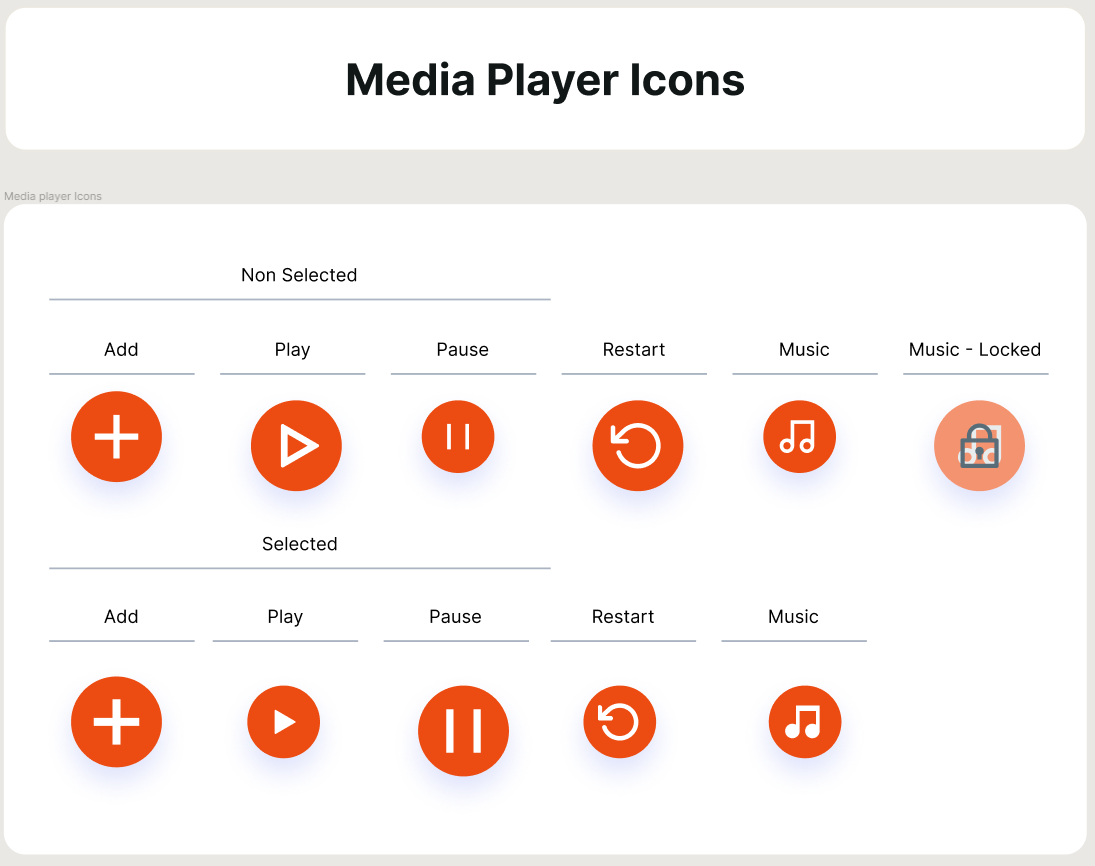 Media Player Icons
Media player Icons
Non Selected
Add Play Pause Restart Music Music - Locked
Selected
Add Play Pause Restart Music